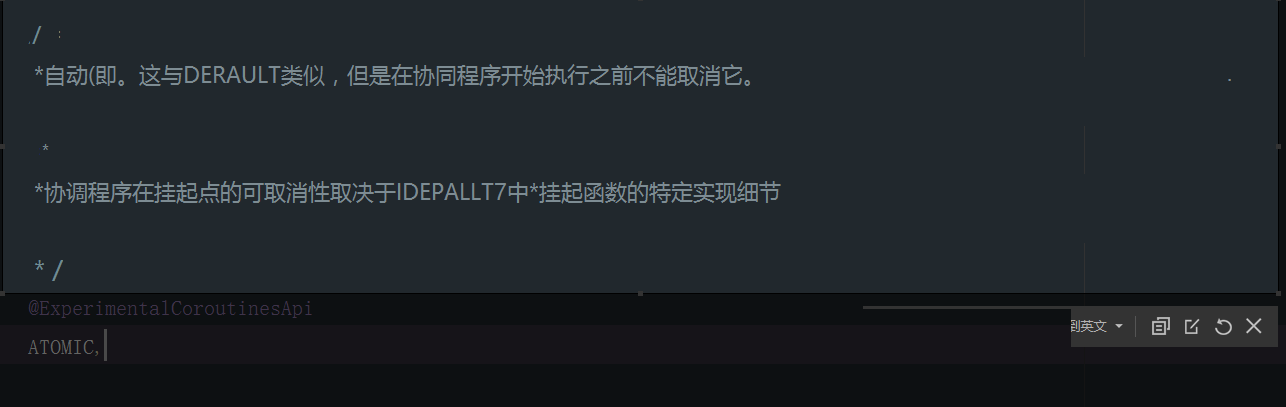 / :
*自动(即。这与DERAULT类似，但是在协同程序开始执行之前不能取消它。
*
*协调程序在挂起点的可取消性取决于IDEPALLT7中*挂起函数的特定实现细节
* /
@ExperimentalCoroutinesApi
ATOMIC,
到英文